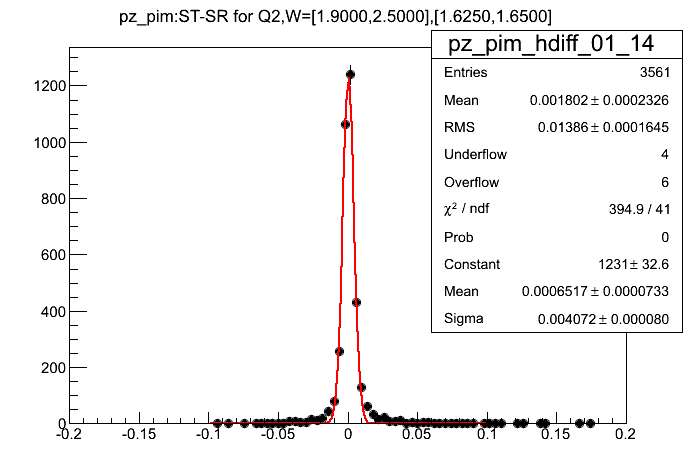 pz_pim:ST-SR for Q2,W=[1.9000,2.5000],[1.6250,1.6500]
pz_pim_hdiff_01_14
Entries 3561
Mean 0.001802 ± 0.0002326
RMS 0.01386 ± 0.0001645
Underflow 4
Overflow 6
χ² / ndf 394.9 / 41
Prob 0
Constant 1231 ± 32.6
Mean 0.0006517 ± 0.0000733
Sigma 0.004072 ± 0.000080
1200
1000
800
600
400
200
0
-0.2 -0.15 -0.1 -0.05 0 0.05 0.1 0.15 0.2